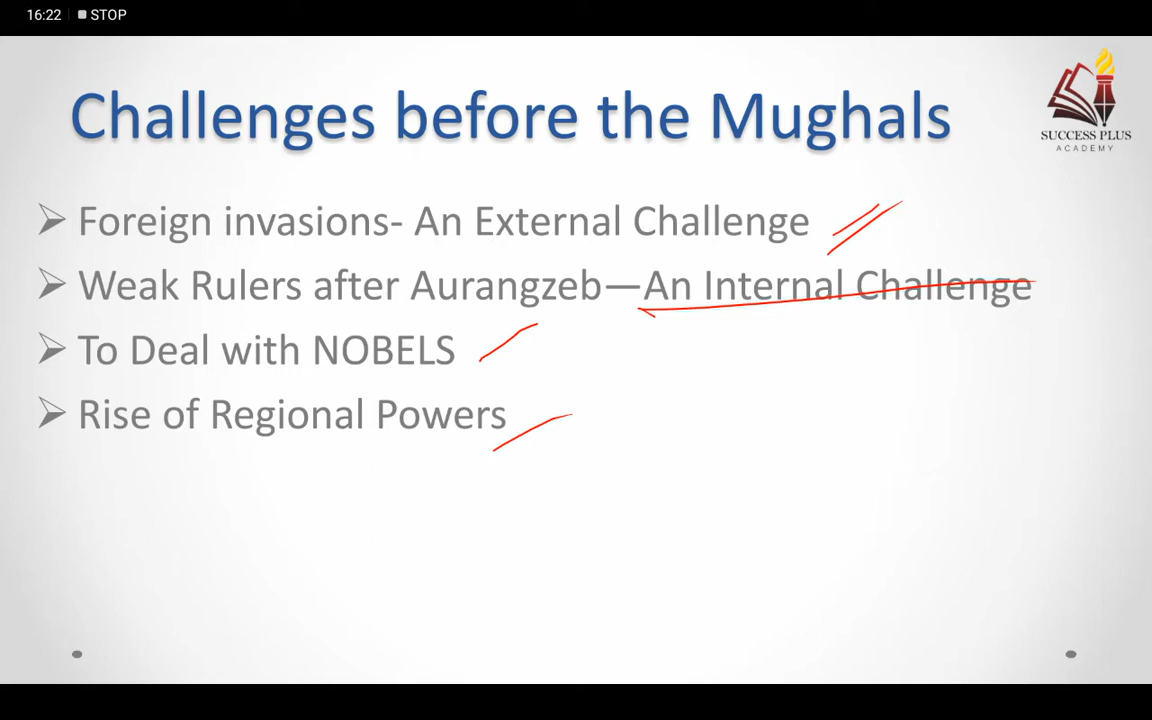 16:22 STOP
Challenges before the Mughals
SUCCESS PLUS
ACADEMY
Foreign invasions- An External Challenge
Weak Rulers after Aurangzeb—An Internal Challenge
To Deal with NOBELS
Rise of Regional Powers